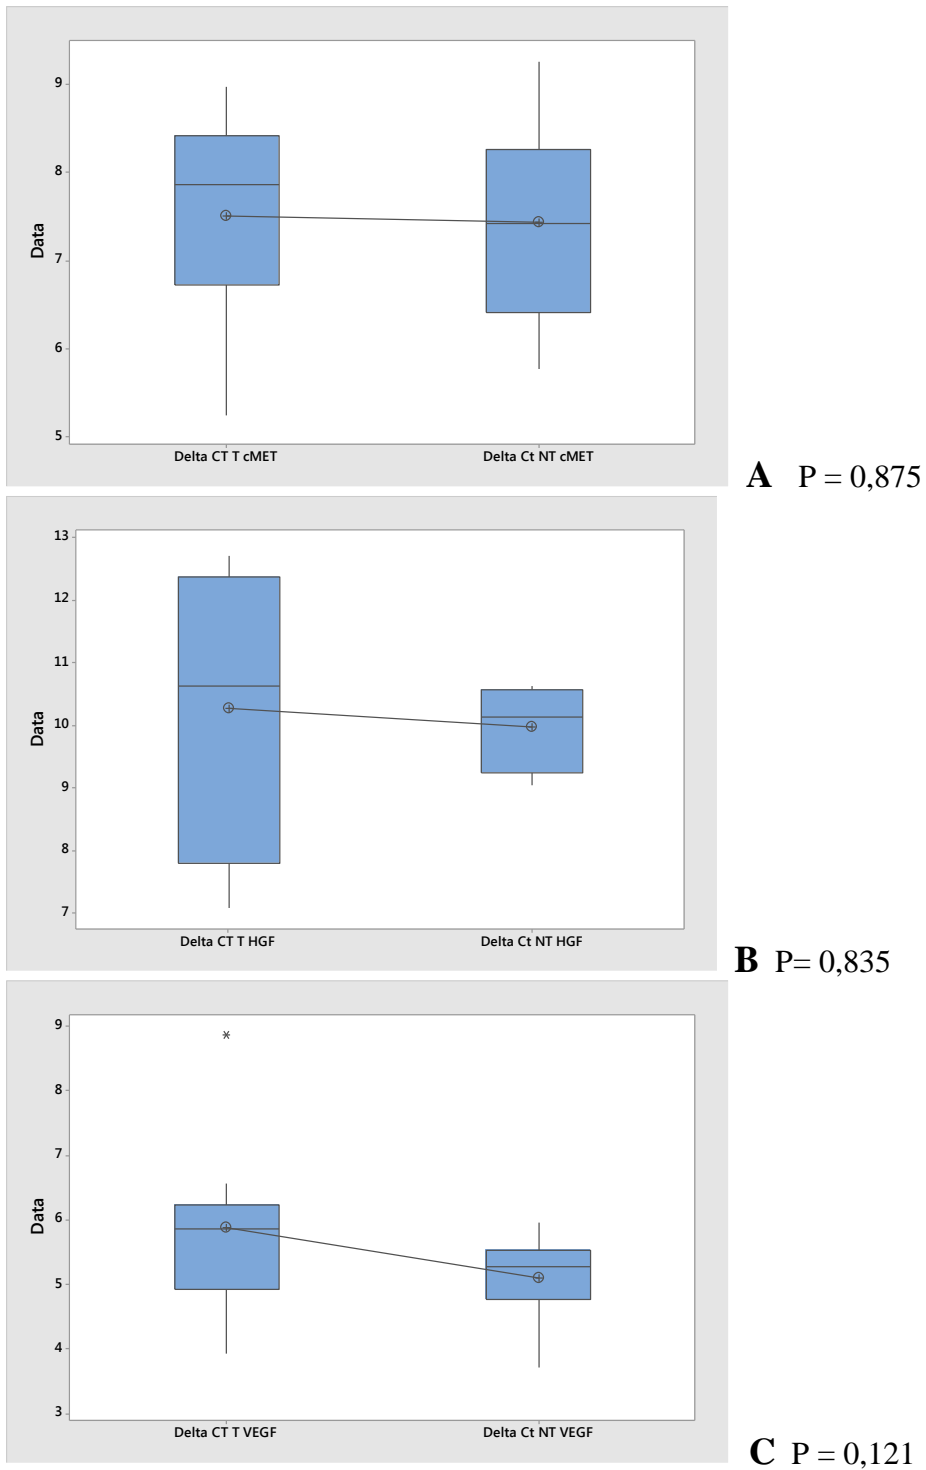 9
8
7
6
5
Data
Delta CT T cMET Delta Ct NT cMET
A P = 0,875
13
12
11
10
9
8
7
Data
Delta CT T HGF Delta Ct NT HGF
B P= 0,835
9
8
7
6
5
4
3
Data
Delta CT T VEGF Delta Ct NT VEGF
C P = 0,121